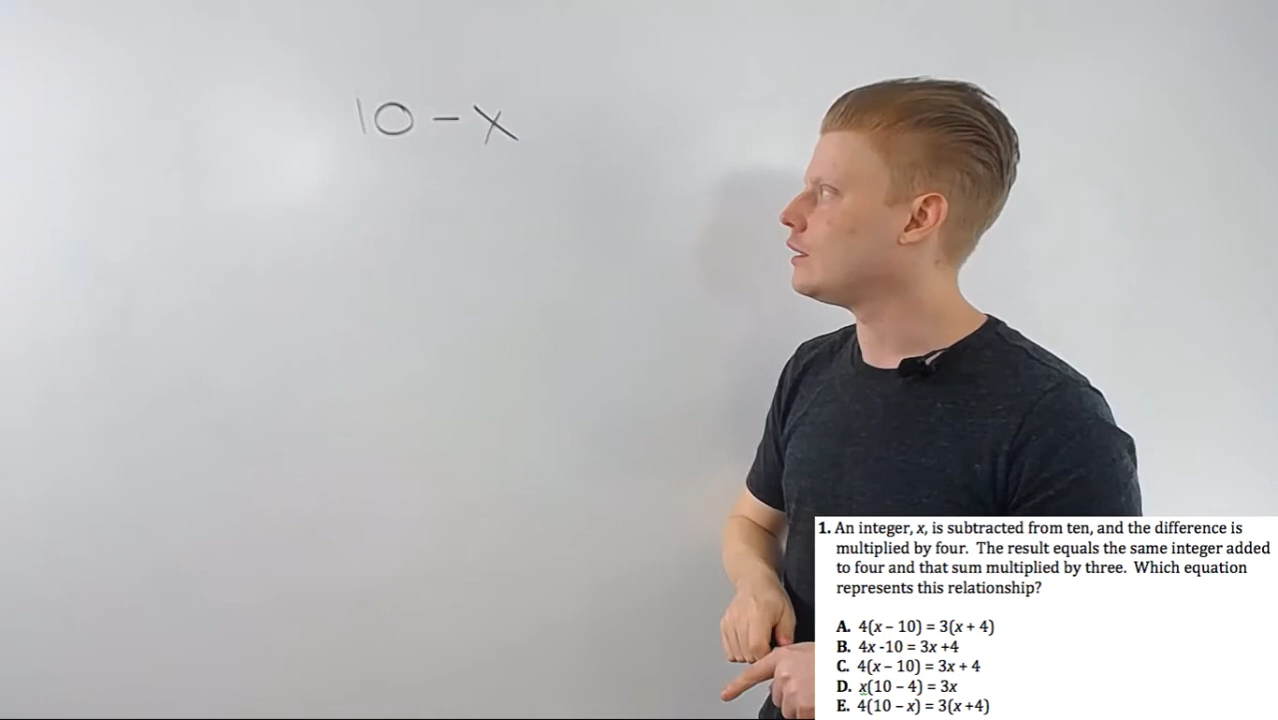 10 - x
1. An integer, x, is subtracted from ten, and the difference is
multiplied by four. The result equals the same integer added
to four and that sum multiplied by three. Which equation
represents this relationship?
A. 4(x – 10) = 3(x + 4)
B. 4x -10 = 3x +4
C. 4(x – 10) = 3x + 4
D. x(10 – 4) = 3x
E. 4(10 – x) = 3(x +4)